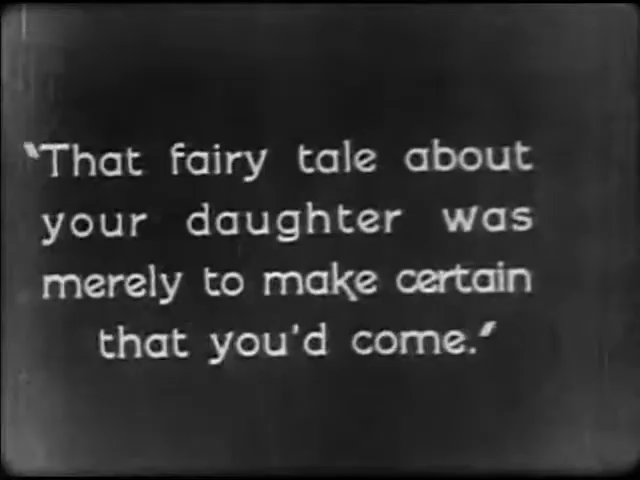 "That fairy tale about
your daughter was
merely to make certain
that you'd come."